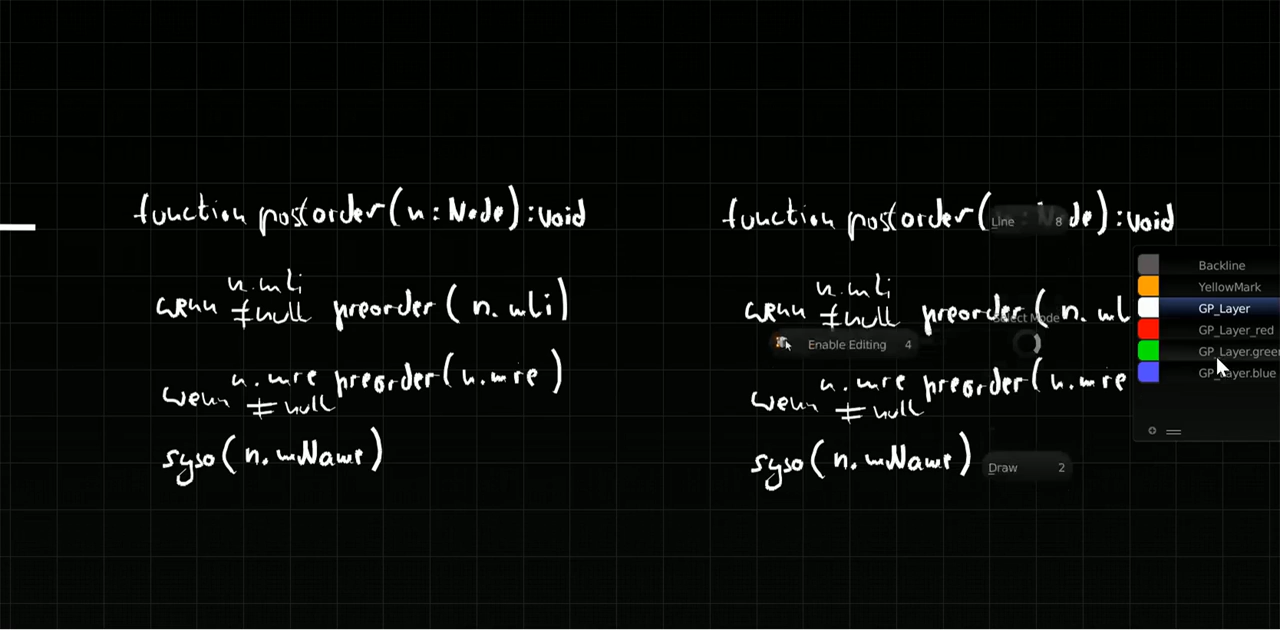 function postorder(n:Node):void
n.mli
wenn ≠null preorder(n.mli)
n.mre preorder(n.mre)
wenn ≠null
syso(n.mName)
function postorder( de):void
Line 8
n.mli
wenn ≠null preorder(n.ml
Select Mode
Enable Editing 4
n.mre preorder(n.mre
wenn ≠null
syso(n.mName)
Draw 2
Backline
YellowMark
GP_Layer
GP_Layer_red
GP_Layer.gree
GP_Layer.blue